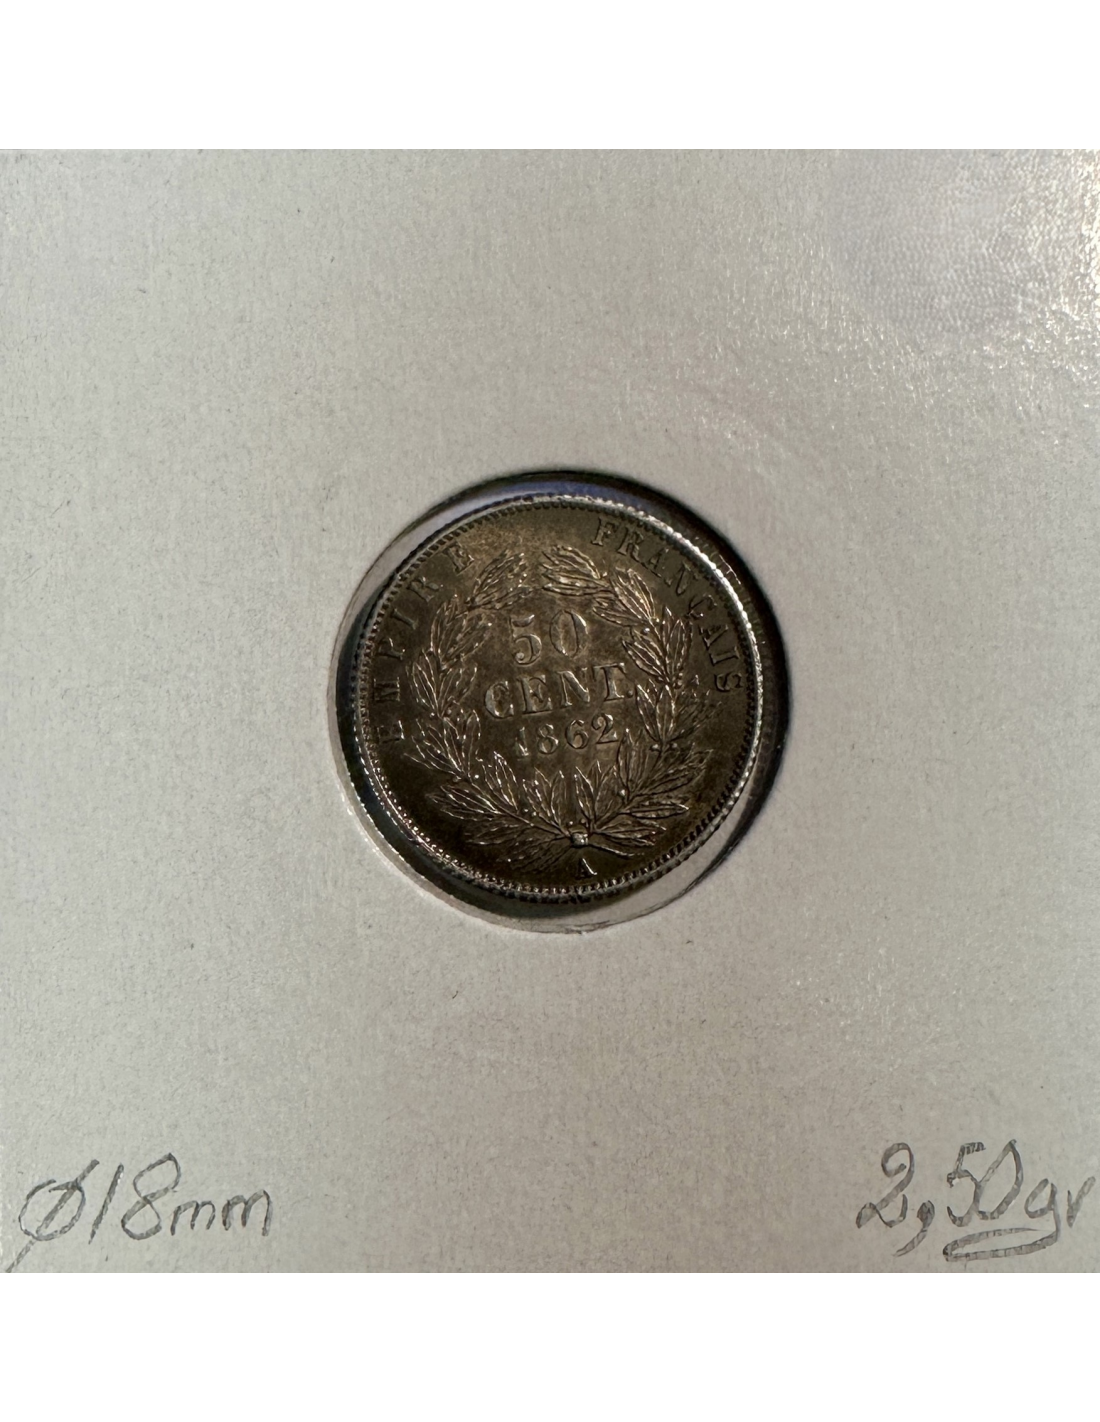 EMPIRE FRANÇAIS
50
CENT.
1862
A
Ø18mm
2,50gr